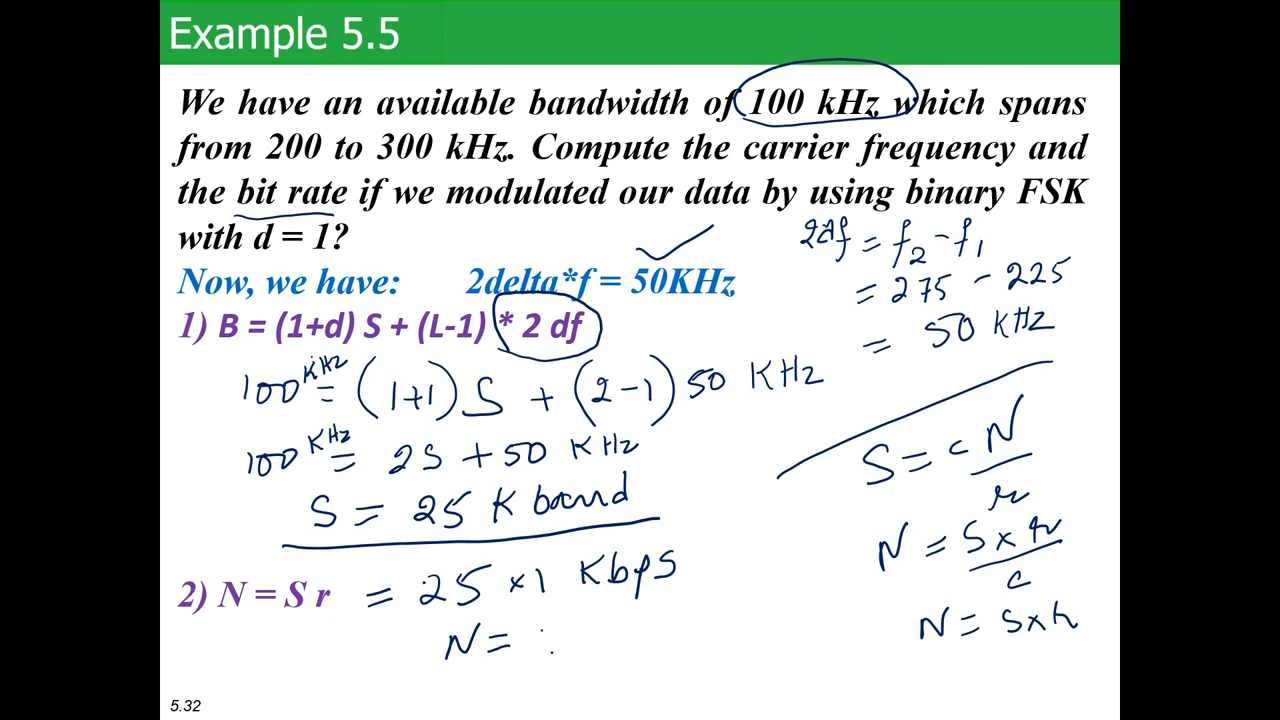 Example 5.5
We have an available bandwidth of 100 kHz which spans
from 200 to 300 kHz. Compute the carrier frequency and
the bit rate if we modulated our data by using binary FSK
with d = 1?
2Δf = f2 - f1
= 275 - 225
= 50 KHz
Now, we have: 2delta*f = 50KHz
1) B = (1+d) S + (L-1) * 2 df
100 KHz = (1+1) S + (2-1) 50 KHz
100 KHz = 2S + 50 KHz
S = 25 K baud
S = c N/r
N = S x r/c
N = S x r
2) N = S r = 25 x 1 Kbps
N =
5.32